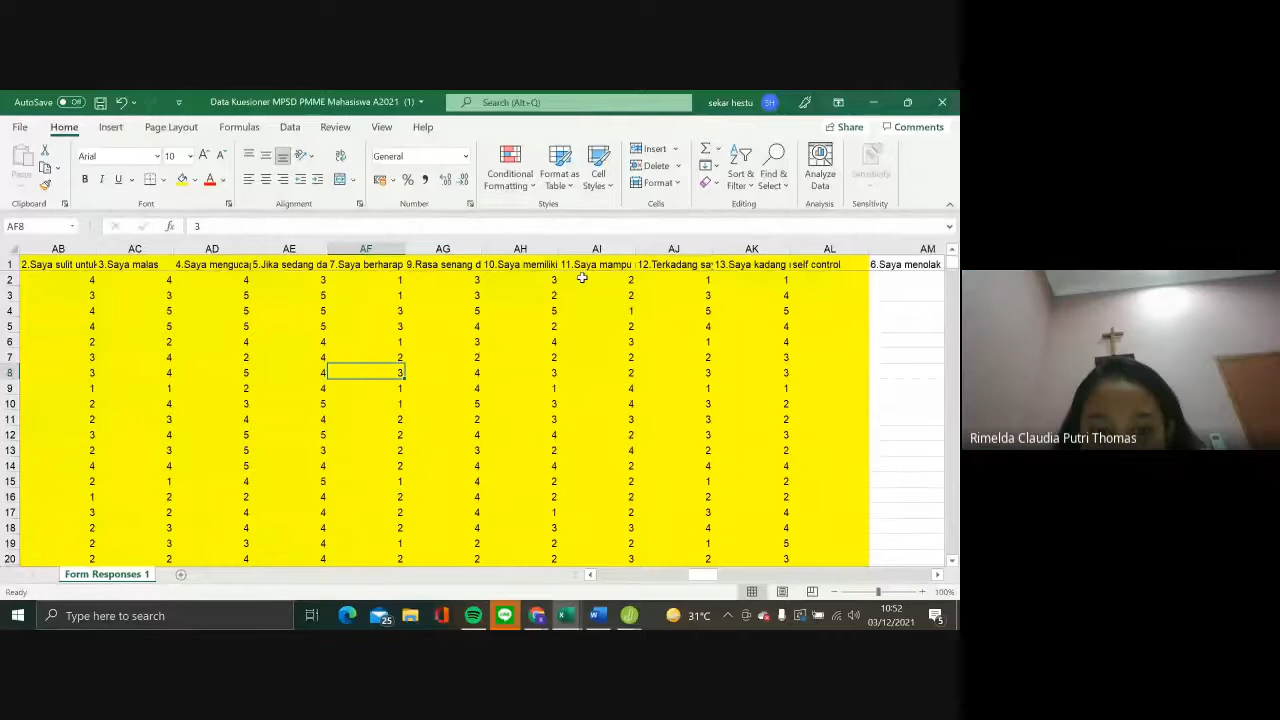 AutoSave Off Data Kuesioner MPSD PMME Mahasiswa A2021 (1) Search (Alt+Q) sekar hestu SH
File Home Insert Page Layout Formulas Data Review View Help Share Comments
Arial 10 General Insert Delete Format
Paste Conditional Formatting Format as Table Cell Styles Sort & Filter Find & Select Analyze Data Sensitivity
Clipboard Font Alignment Number Styles Cells Editing Analysis Sensitivity
AF8 fx 3
AB AC AD AE AF AG AH AI AJ AK AL AM
1 2.Saya sulit 3.Saya malas 5.Jika sedang 7.Saya berharap 9.Rasa senang 10.Saya memiliki 11.Saya mampu 12.Terkadang 13.Saya kadang self control 6.Saya menolak
2 4 4 4 3 1 3 3 2 1 1
3 3 3 5 5 1 3 2 2 3 4
4 4 5 5 5 3 5 5 1 5 5
5 4 5 5 5 3 4 2 2 4 4
6 2 2 4 4 1 3 4 3 1 4
7 3 4 2 4 2 2 2 2 2 3
8 3 4 5 4 3 4 3 2 3 3
9 1 1 2 4 1 4 1 4 1 1
10 2 4 3 5 1 5 3 4 3 2
11 2 3 4 4 2 2 3 3 3 2
12 3 4 5 5 2 4 4 2 3 3
13 2 3 5 3 2 3 2 4 2 2
14 4 4 5 4 2 4 4 2 4 4
15 2 1 4 5 1 4 2 2 1 2
16 1 2 2 4 2 4 2 2 2 2
17 3 2 4 4 2 4 1 2 3 4
18 2 3 4 4 2 4 3 3 4 4
19 2 3 3 4 1 2 2 2 1 5
20 2 2 4 4 2 2 2 3 2 3
Form Responses 1
Ready 100%
Type here to search 25 31°C 10:52
03/12/2021 5
Rimelda Claudia Putri Thomas